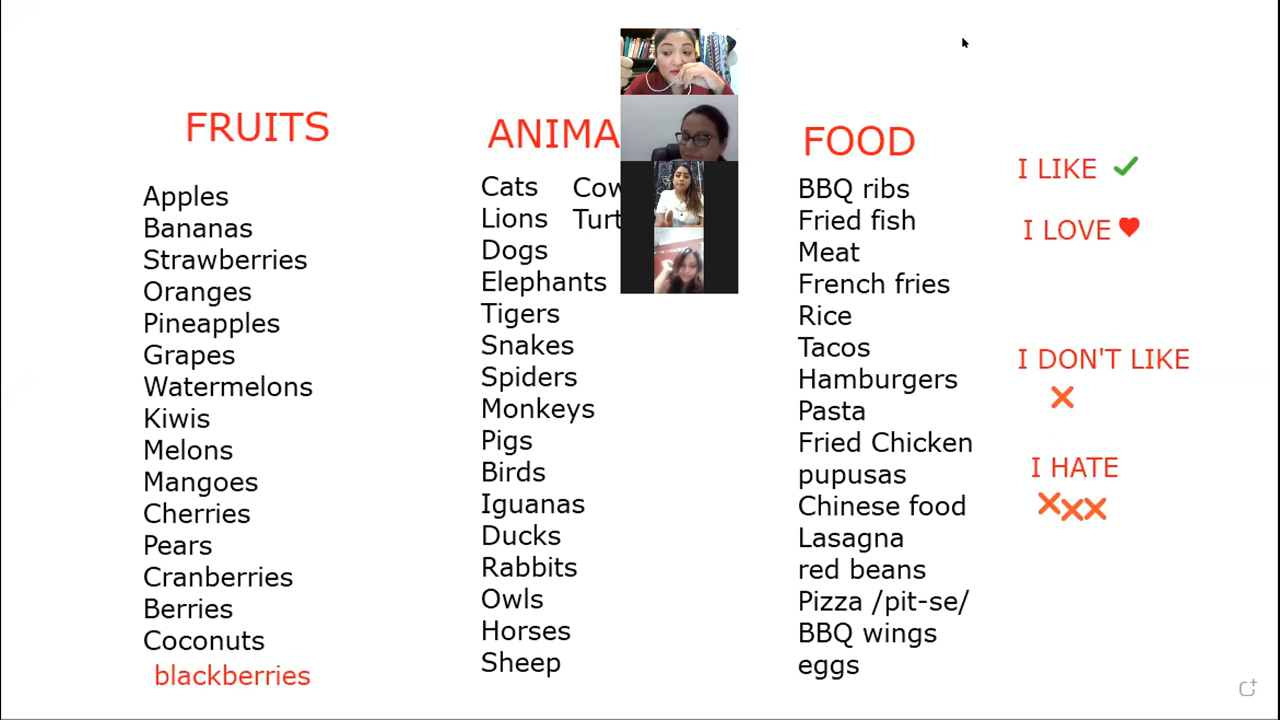 FRUITS
Apples
Bananas
Strawberries
Oranges
Pineapples
Grapes
Watermelons
Kiwis
Melons
Mangoes
Cherries
Pears
Cranberries
Berries
Coconuts
blackberries
ANIMA
Cats Cow
Lions Turt
Dogs
Elephants
Tigers
Snakes
Spiders
Monkeys
Pigs
Birds
Iguanas
Ducks
Rabbits
Owls
Horses
Sheep
FOOD
BBQ ribs
Fried fish
Meat
French fries
Rice
Tacos
Hamburgers
Pasta
Fried Chicken
pupusas
Chinese food
Lasagna
red beans
Pizza /pit-se/
BBQ wings
eggs
I LIKE
I LOVE
I DON'T LIKE
I HATE